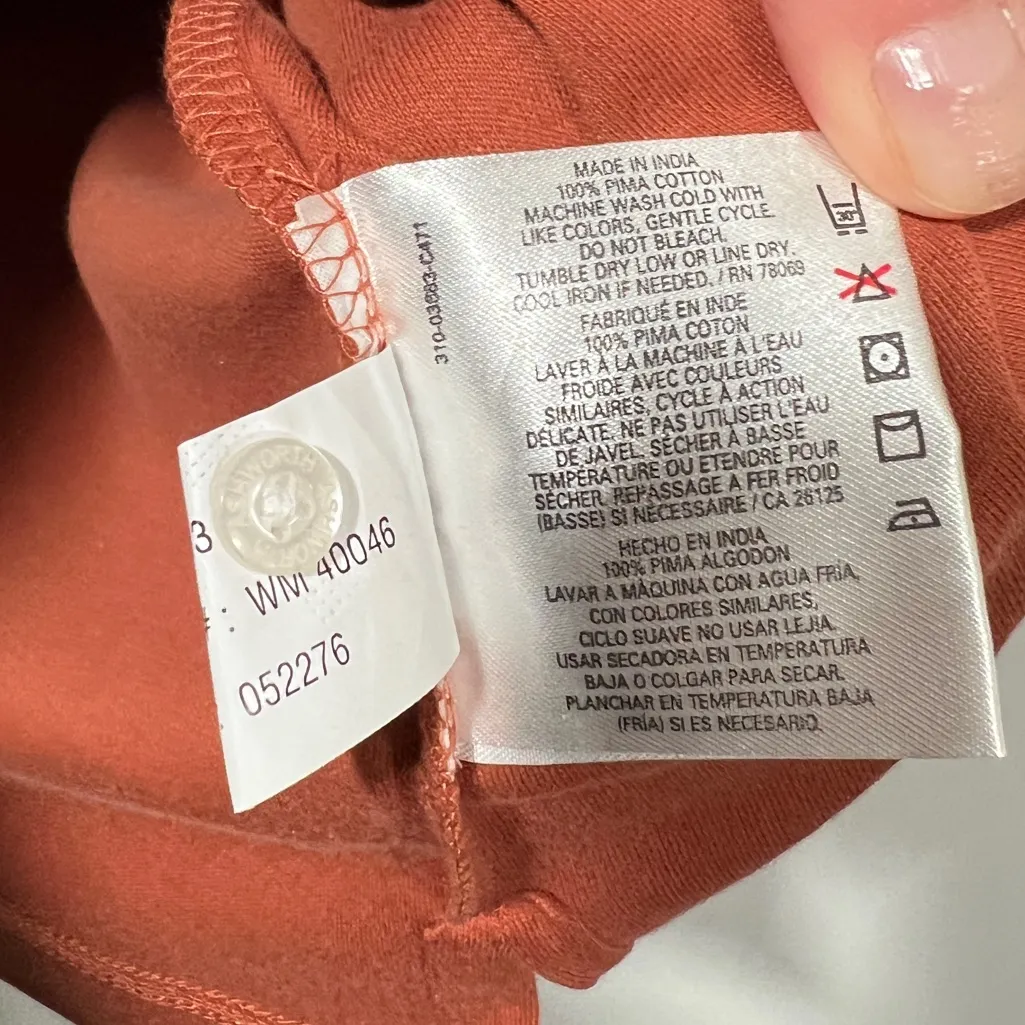 MADE IN INDIA
100% PIMA COTTON
MACHINE WASH COLD WITH
LIKE COLORS, GENTLE CYCLE.
DO NOT BLEACH.
TUMBLE DRY LOW OR LINE DRY.
COOL IRON IF NEEDED. / RN 78069
FABRIQUÉ EN INDE
100% PIMA COTON
LAVER À LA MACHINE À L'EAU
FROIDE AVEC COULEURS
SIMILAIRES, CYCLE À ACTION
DÉLICATE. NE PAS UTILISER L'EAU
DE JAVEL. SÉCHER À BASSE
TEMPÉRATURE OU ÉTENDRE POUR
SÉCHER. REPASSAGE A FER FROID
(BASSE) SI NÉCESSAIRE / CA 26125
HECHO EN INDIA
100% PIMA ALGODON
LAVAR A MÁQUINA CON AGUA FRÍA,
CON COLORES SIMILARES,
CICLO SUAVE NO USAR LEJIA.
USAR SECADORA EN TEMPERATURA
BAJA O COLGAR PARA SECAR.
PLANCHAR EN TEMPERATURA BAJA
(FRÍA) SI ES NECESARIO.
310-03683-C471
ASHWORTH
3
#: WM 40046
052276